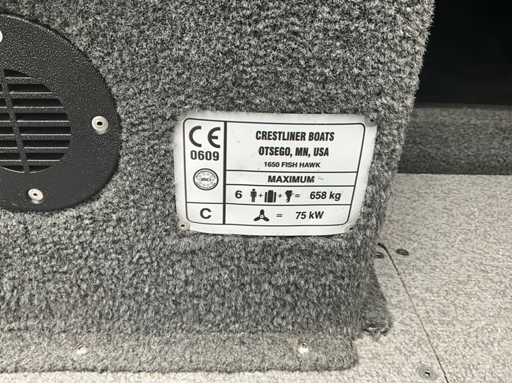 CE
0609
C
CRESTLINER BOATS
OTSEGO, MN, USA
1650 FISH HAWK
MAXIMUM
6 + + = 658 kg
= 75 kW